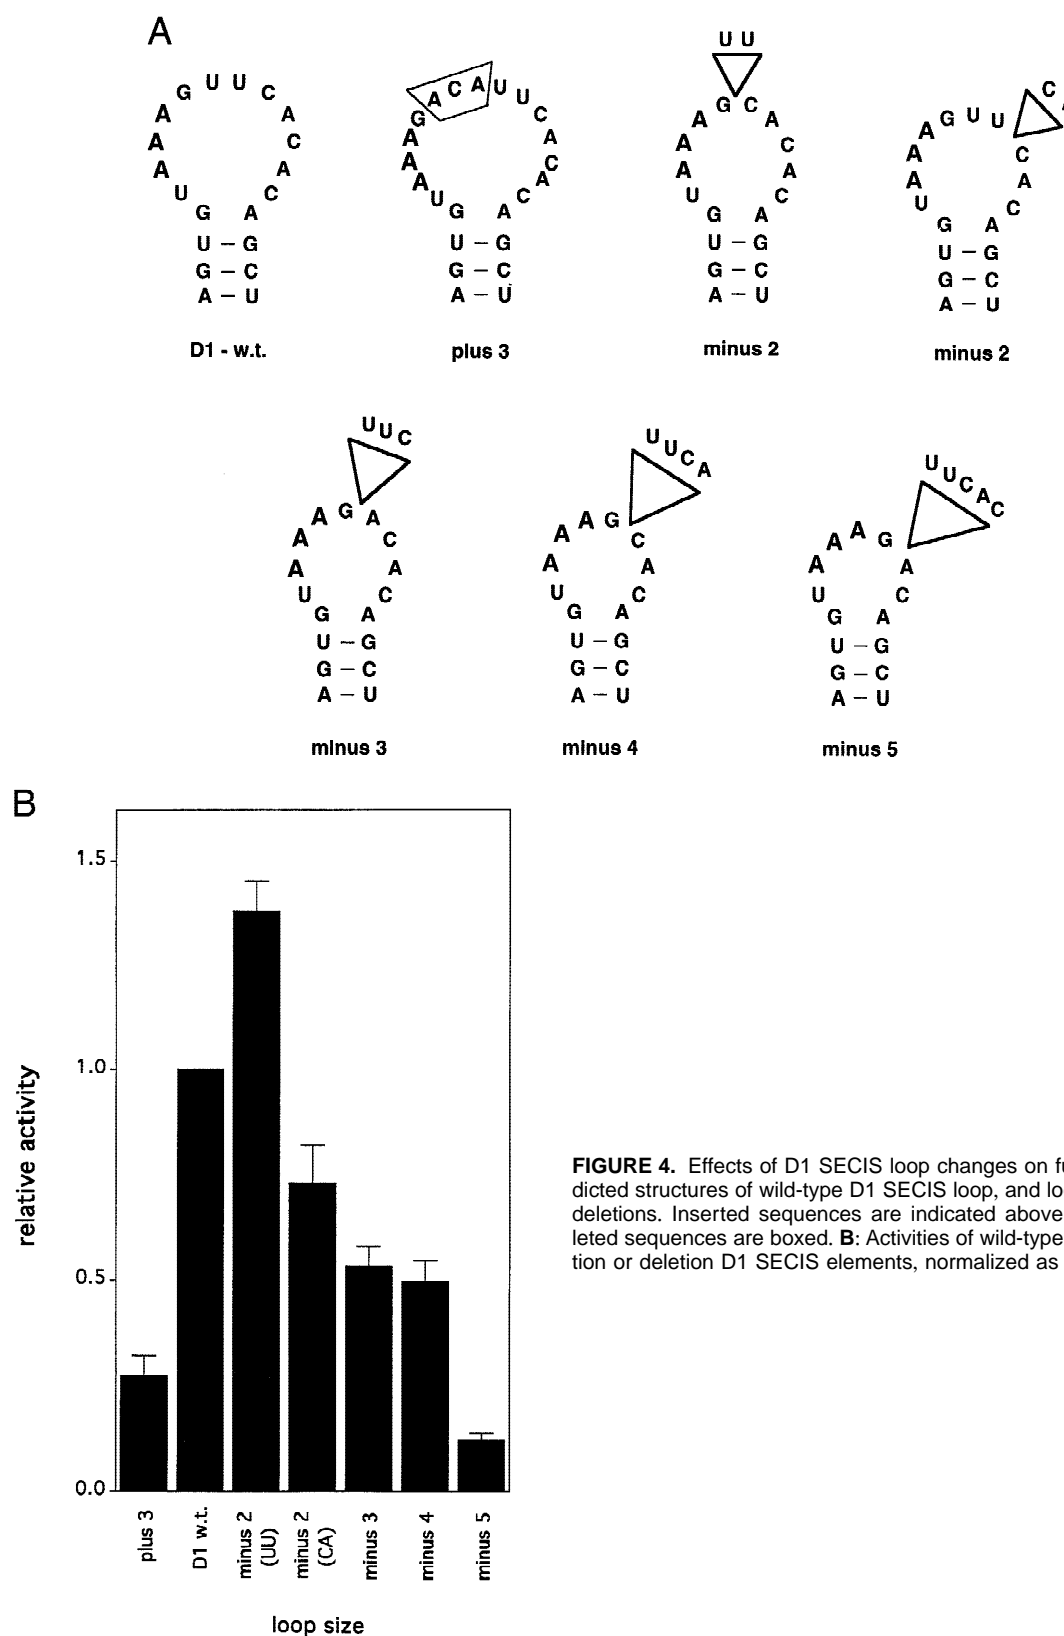 A
G U U C
A A
A C
A A
U C
G A
U – G
G – C
A – U
D1 - w.t.
A C A U U
G C
A A
A C
A A
U C
G A
U – G
G – C
A – U
plus 3
U U
G C
A A
A C
A A
U C
G A
U – G
G – C
A – U
minus 2
C
A G U U
A C
A A
U C
G A
U – G
G – C
A – U
minus 2
U U C
A G A
A C
A A
U C
G A
U – G
G – C
A – U
minus 3
U U C A
A A G C
A A
U C
G A
U – G
G – C
A – U
minus 4
U U C A C
A A G
A A
U C
G A
U – G
G – C
A – U
minus 5
B
1.5
1.0
0.5
0.0
relative activity
plus 3
D1 w.t.
minus 2
(UU)
minus 2
(CA)
minus 3
minus 4
minus 5
loop size
FIGURE 4. Effects of D1 SECIS loop changes on fu
dicted structures of wild-type D1 SECIS loop, and lo
deletions. Inserted sequences are indicated above
leted sequences are boxed. B: Activities of wild-type
tion or deletion D1 SECIS elements, normalized as